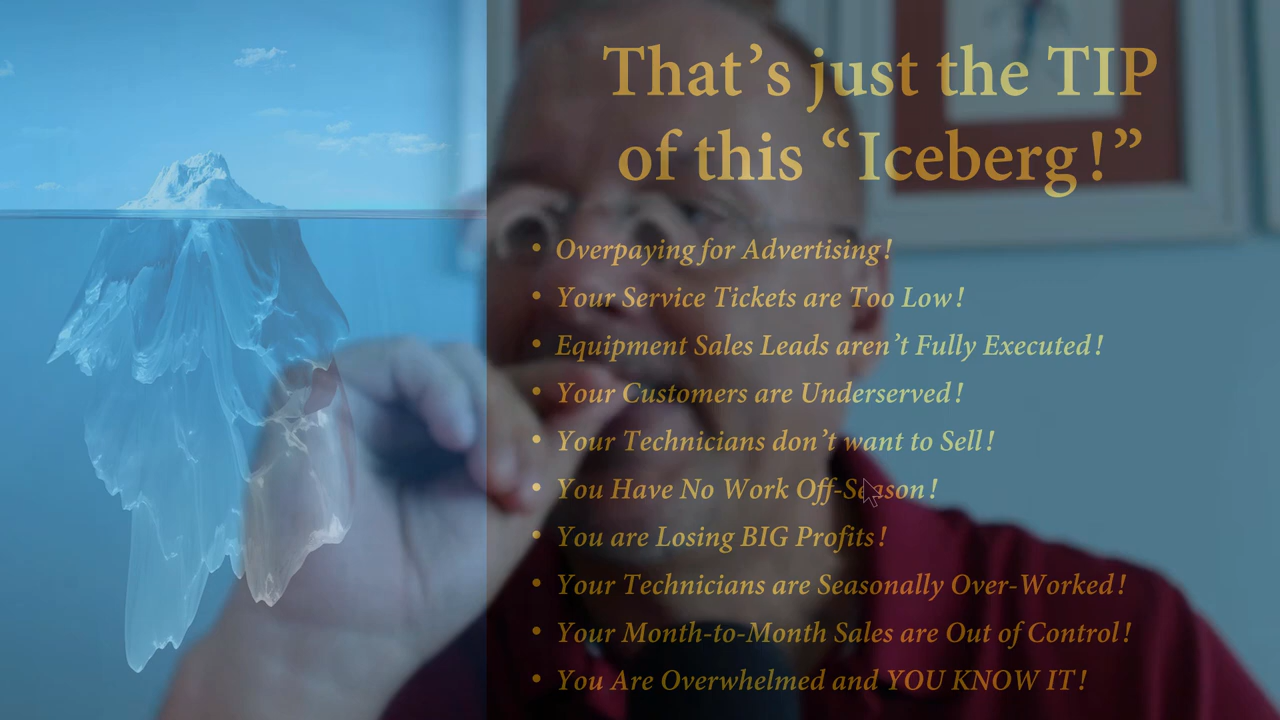 That’s just the TIP
of this “Iceberg!”
• Overpaying for Advertising!
• Your Service Tickets are Too Low!
• Equipment Sales Leads aren’t Fully Executed!
• Your Customers are Underserved!
• Your Technicians don’t want to Sell!
• You Have No Work Off-Season!
• You are Losing BIG Profits!
• Your Technicians are Seasonally Over-Worked!
• Your Month-to-Month Sales are Out of Control!
• You Are Overwhelmed and YOU KNOW IT!